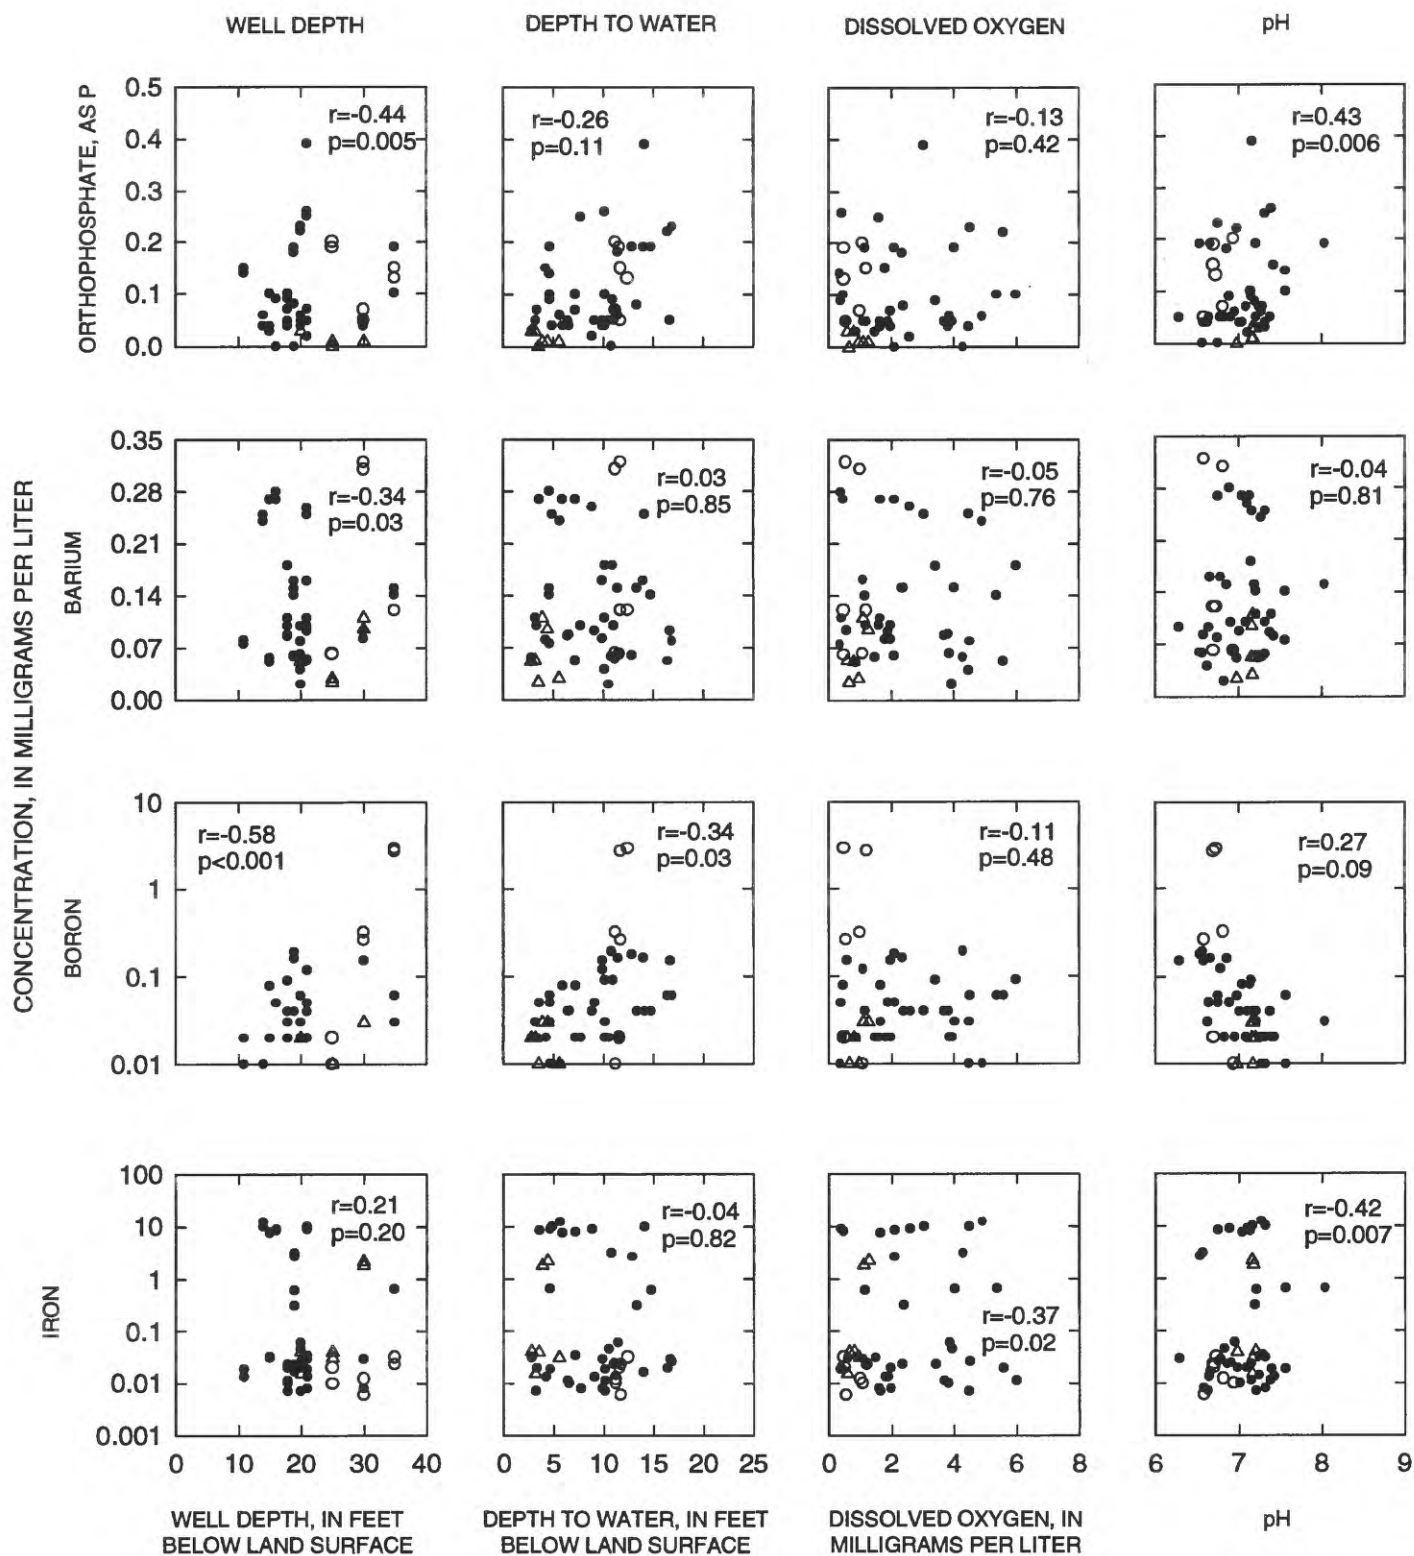 WELL DEPTH
DEPTH TO WATER
DISSOLVED OXYGEN
pH
CONCENTRATION, IN MILLIGRAMS PER LITER
ORTHOPHOSPHATE, AS P
0.5
0.4
0.3
0.2
0.1
0.0
r=-0.44
p=0.005
r=-0.26
p=0.11
r=-0.13
p=0.42
r=0.43
p=0.006
BARIUM
0.35
0.28
0.21
0.14
0.07
0.00
r=-0.34
p=0.03
r=0.03
p=0.85
r=-0.05
p=0.76
r=-0.04
p=0.81
BORON
10
1
0.1
0.01
r=-0.58
p<0.001
r=-0.34
p=0.03
r=-0.11
p=0.48
r=0.27
p=0.09
IRON
100
10
1
0.1
0.01
0.001
r=0.21
p=0.20
r=-0.04
p=0.82
r=-0.37
p=0.02
r=-0.42
p=0.007
0 10 20 30 40
0 5 10 15 20 25
0 2 4 6 8
6 7 8 9
WELL DEPTH, IN FEET
BELOW LAND SURFACE
DEPTH TO WATER, IN FEET
BELOW LAND SURFACE
DISSOLVED OXYGEN, IN
MILLIGRAMS PER LITER
pH